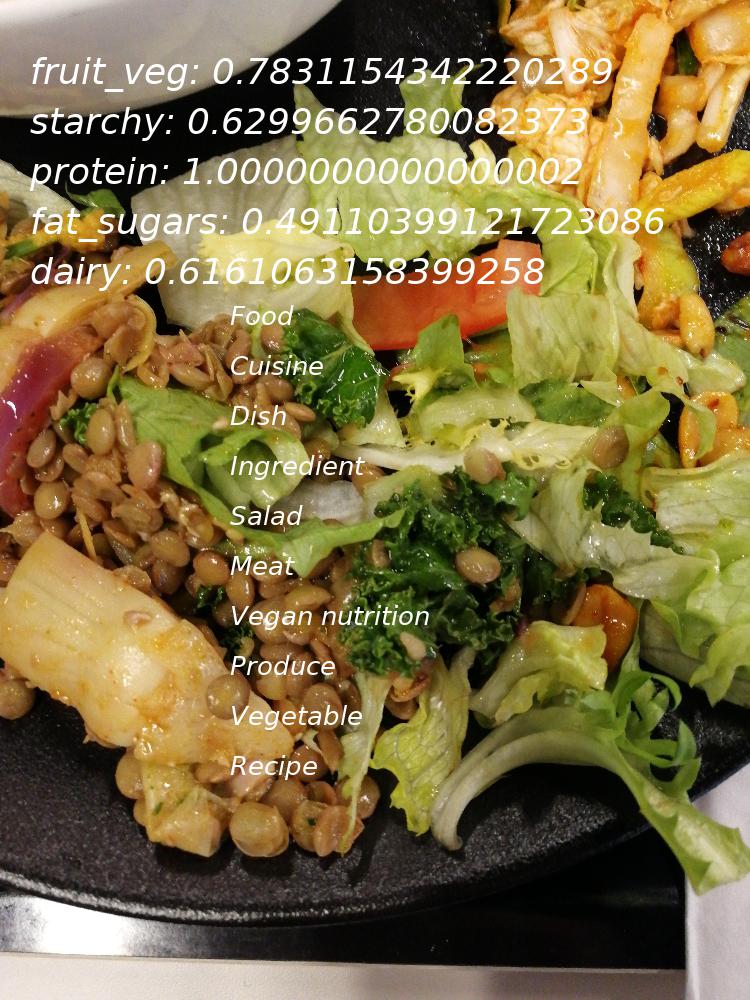 fruit_veg: 0.7831154342220289
starchy: 0.6299662780082373
protein: 1.0000000000000002
fat_sugars: 0.49110399121723086
dairy: 0.6161063158399258
Food
Cuisine
Dish
Ingredient
Salad
Meat
Vegan nutrition
Produce
Vegetable
Recipe